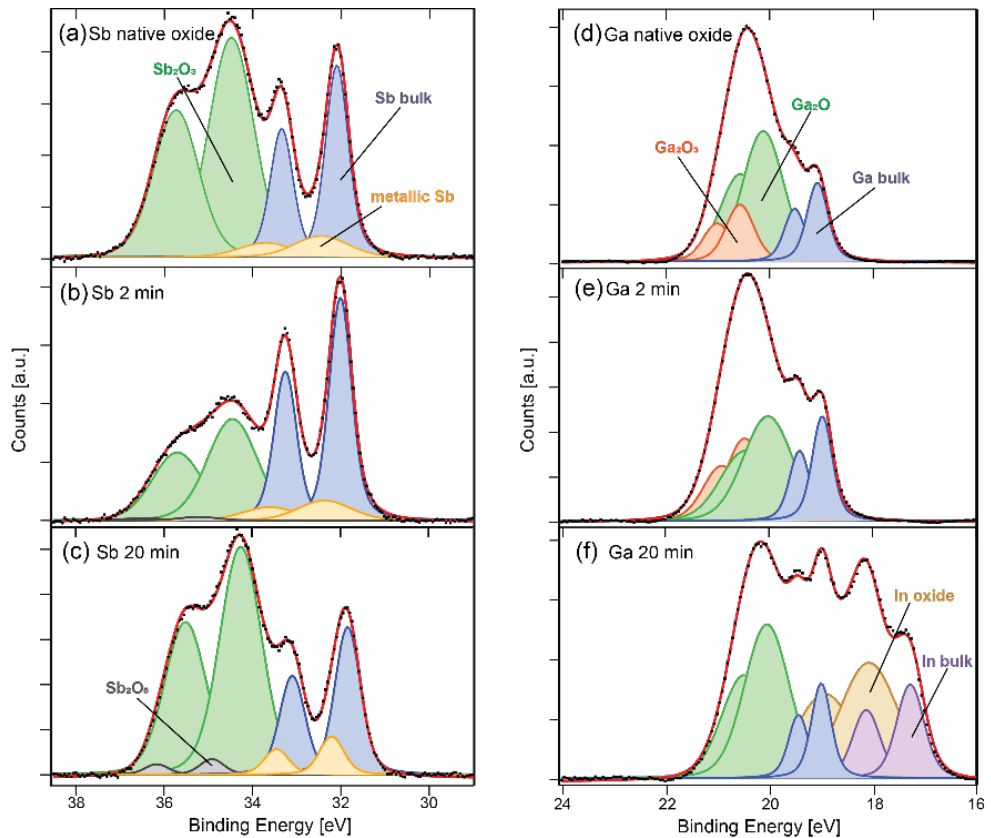 (a) Sb native oxide
Sb₂O₃
Sb bulk
metallic Sb
(b) Sb 2 min
Counts [a.u.]
(c) Sb 20 min
Sb₂O₅
38 36 34 32 30
Binding Energy [eV]
(d) Ga native oxide
Ga₂O
Ga₂O₃
Ga bulk
(e) Ga 2 min
Counts [a.u.]
(f) Ga 20 min
In oxide
In bulk
24 22 20 18 16
Binding Energy [eV]